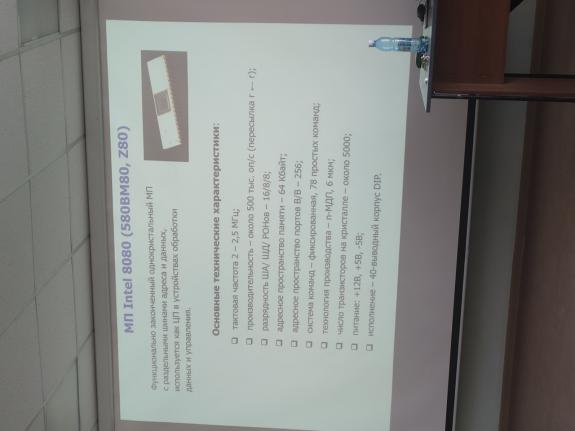 МП Intel 8080 (580ВМ80, Z80)
Функционально законченный однокристальный МП
с раздельными шинами адреса и данных,
используется как ЦП в устройствах обработки
данных и управления.
Основные технические характеристики:
❑ тактовая частота 2 – 2,5 МГц;
❑ производительность – около 500 тыс. оп/с (пересылка r ← r);
❑ разрядность ША/ ШД/ РОНов – 16/8/8;
❑ адресное пространство памяти – 64 Кбайт;
❑ адресное пространство портов В/В – 256;
❑ система команд – фиксированная, 78 простых команд;
❑ технология производства – n-МДП, 6 мкм;
❑ число транзисторов на кристалле – около 5000;
❑ питание: +12В, +5В, -5В;
❑ исполнение – 40-выводный корпус DIP.